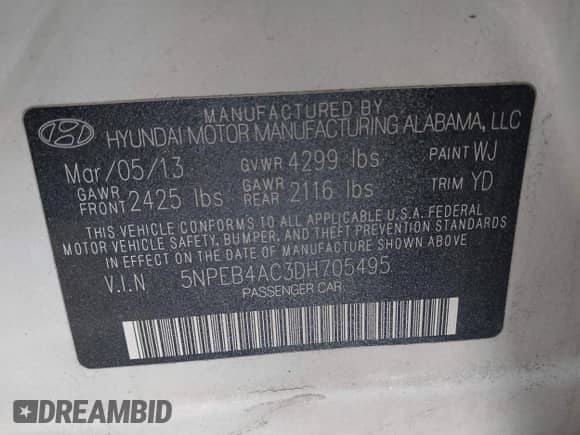 MANUFACTURED BY
HYUNDAI MOTOR MANUFACTURING ALABAMA, LLC
Mar/05/13 GVWR 4299 lbs PAINT WJ
GAWR FRONT 2425 lbs GAWR REAR 2116 lbs TRIM YD
THIS VEHICLE CONFORMS TO ALL APPLICABLE U.S.A. FEDERAL
MOTOR VEHICLE SAFETY, BUMPER, AND THEFT PREVENTION STANDARDS
IN EFFECT ON THE DATE OF MANUFACTURE SHOWN ABOVE.
V.I.N 5NPEB4AC3DH705495
PASSENGER CAR
DREAMBID